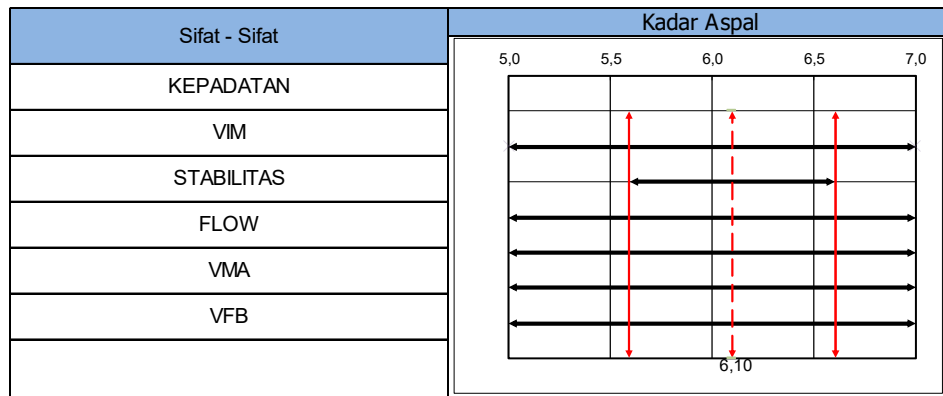 Sifat - Sifat
Kadar Aspal
5,0 5,5 6,0 6,5 7,0
KEPADATAN
VIM
STABILITAS
FLOW
VMA
VFB
6,10